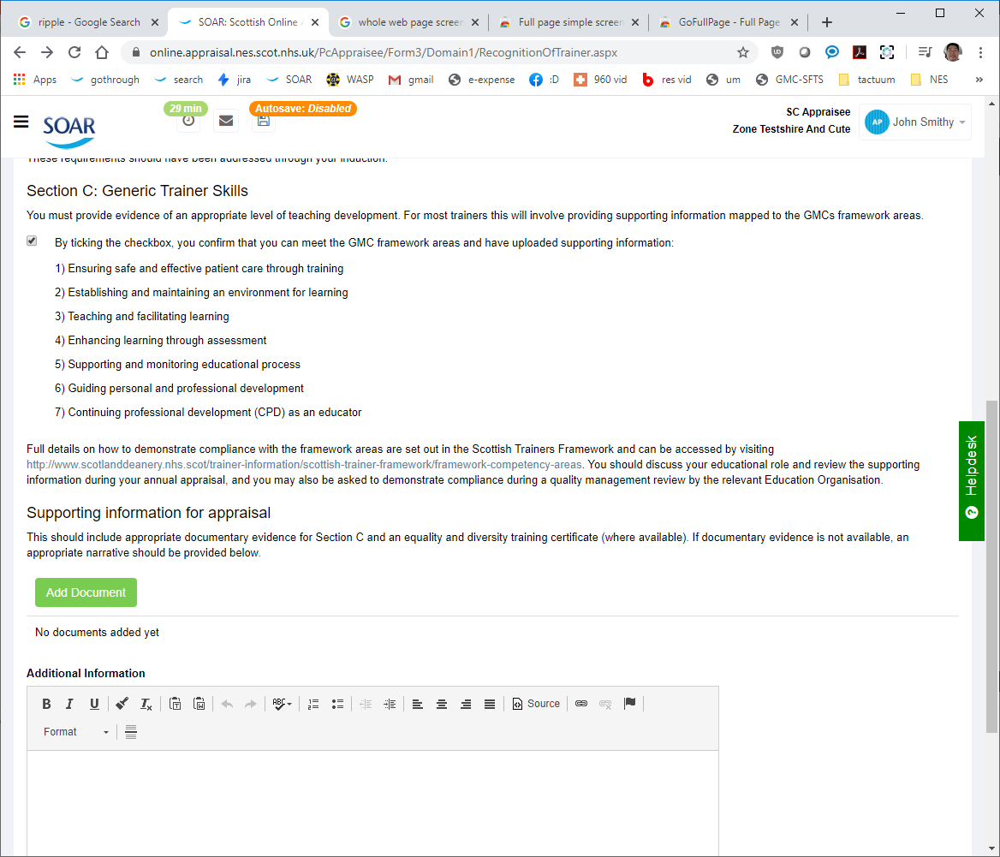 ripple - Google Search
SOAR: Scottish Online
whole web page screen
Full page simple screen
GoFullPage - Full Page
online.appraisal.nes.scot.nhs.uk/PcAppraisee/Form3/Domain1/RecognitionOfTrainer.aspx
Apps gothrough search jira SOAR WASP gmail e-expense :D 960 vid res vid um GMC-SFTS tactuum NES »
SOAR
29 min
Autosave: Disabled
SC Appraisee
Zone Testshire And Cute
AP John Smithy
These requirements should have been addressed through your induction.
Section C: Generic Trainer Skills
You must provide evidence of an appropriate level of teaching development. For most trainers this will involve providing supporting information mapped to the GMCs framework areas.
By ticking the checkbox, you confirm that you can meet the GMC framework areas and have uploaded supporting information:
1) Ensuring safe and effective patient care through training
2) Establishing and maintaining an environment for learning
3) Teaching and facilitating learning
4) Enhancing learning through assessment
5) Supporting and monitoring educational process
6) Guiding personal and professional development
7) Continuing professional development (CPD) as an educator
Full details on how to demonstrate compliance with the framework areas are set out in the Scottish Trainers Framework and can be accessed by visiting
http://www.scotlanddeanery.nhs.scot/trainer-information/scottish-trainer-framework/framework-competency-areas. You should discuss your educational role and review the supporting
information during your annual appraisal, and you may also be asked to demonstrate compliance during a quality management review by the relevant Education Organisation.
Helpdesk
Supporting information for appraisal
This should include appropriate documentary evidence for Section C and an equality and diversity training certificate (where available). If documentary evidence is not available, an
appropriate narrative should be provided below.
Add Document
No documents added yet
Additional Information
B I U ABC Source
Format